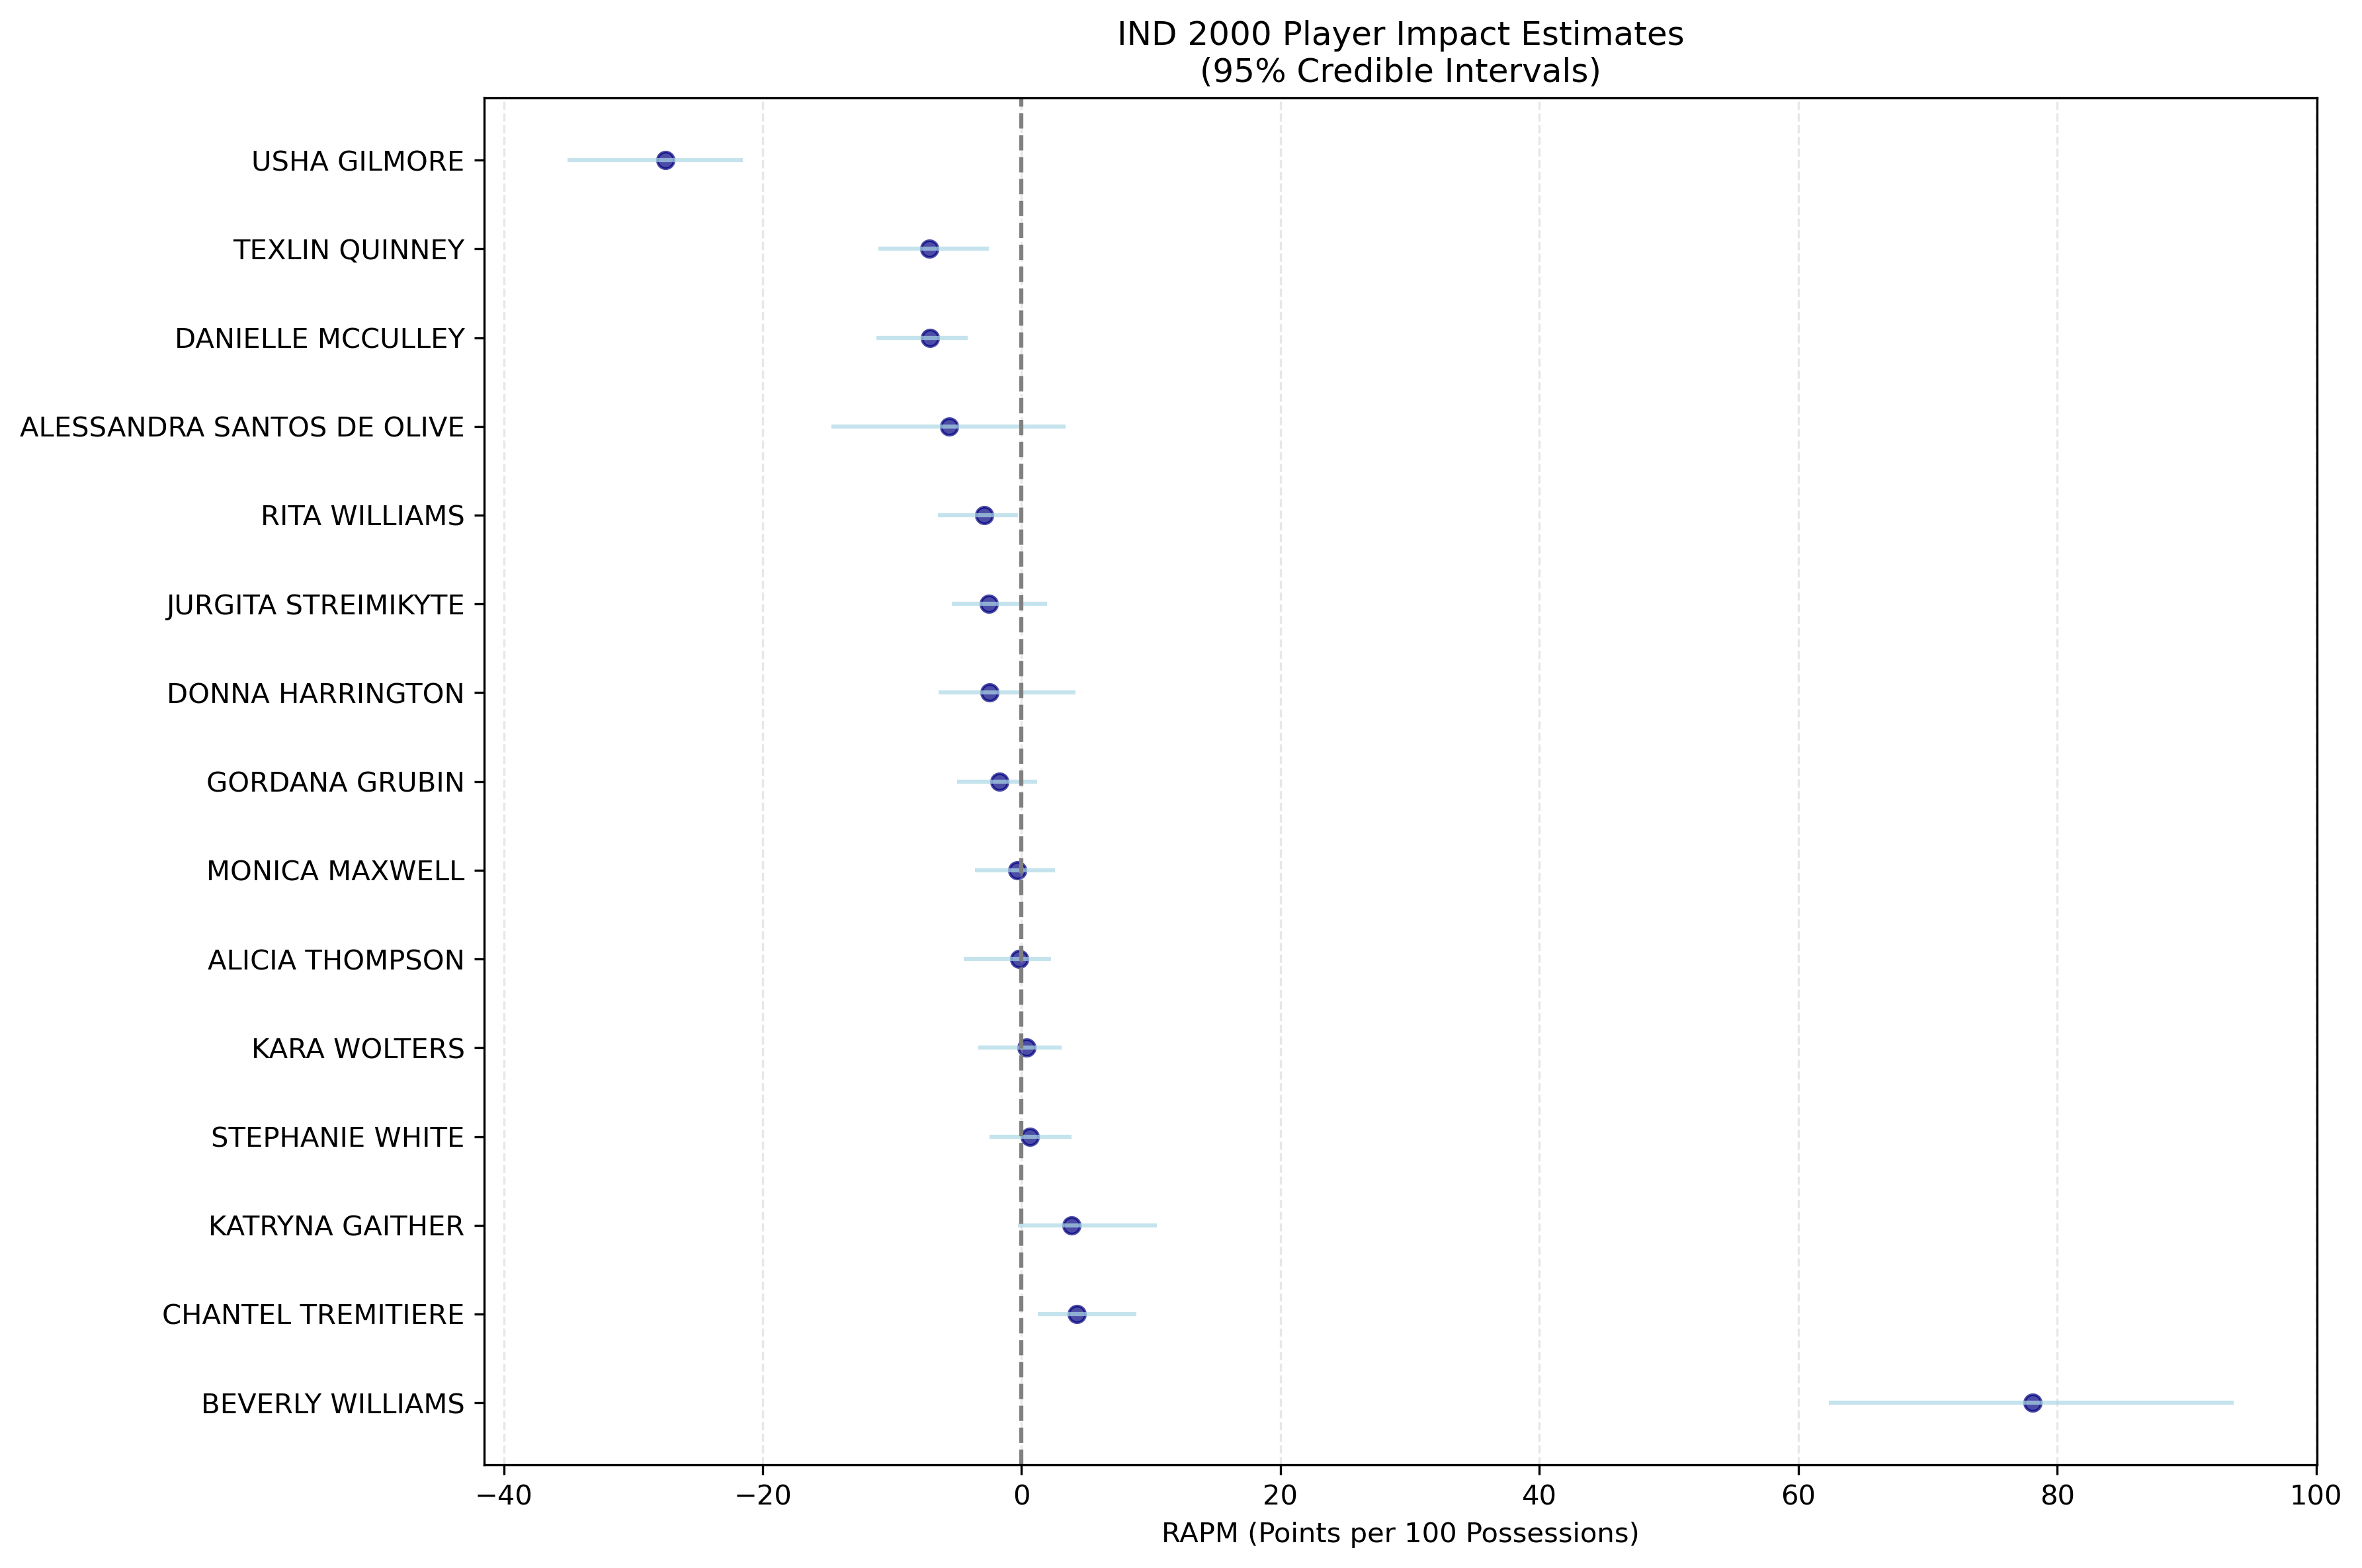 IND 2000 Player Impact Estimates
(95% Credible Intervals)
USHA GILMORE
TEXLIN QUINNEY
DANIELLE MCCULLEY
ALESSANDRA SANTOS DE OLIVE
RITA WILLIAMS
JURGITA STREIMIKYTE
DONNA HARRINGTON
GORDANA GRUBIN
MONICA MAXWELL
ALICIA THOMPSON
KARA WOLTERS
STEPHANIE WHITE
KATRYNA GAITHER
CHANTEL TREMITIERE
BEVERLY WILLIAMS
−40 −20 0 20 40 60 80 100
RAPM (Points per 100 Possessions)